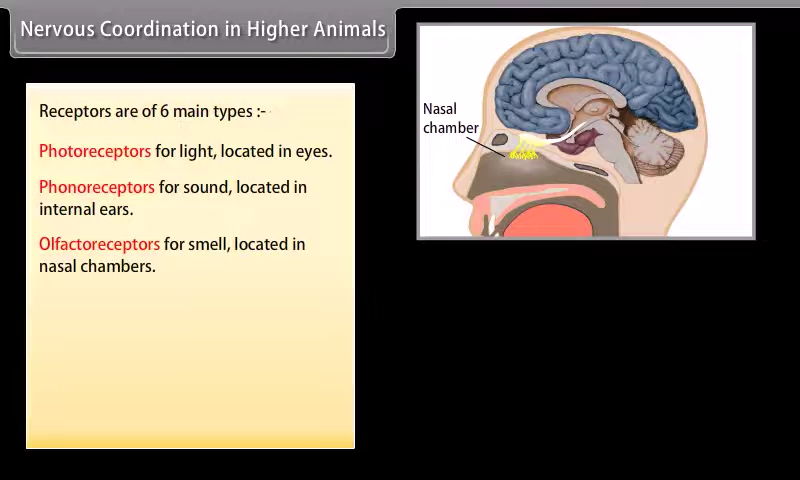 Nervous Coordination in Higher Animals
Receptors are of 6 main types :-
Photoreceptors for light, located in eyes.
Phonoreceptors for sound, located in
internal ears.
Olfactoreceptors for smell, located in
nasal chambers.
Nasal
chamber